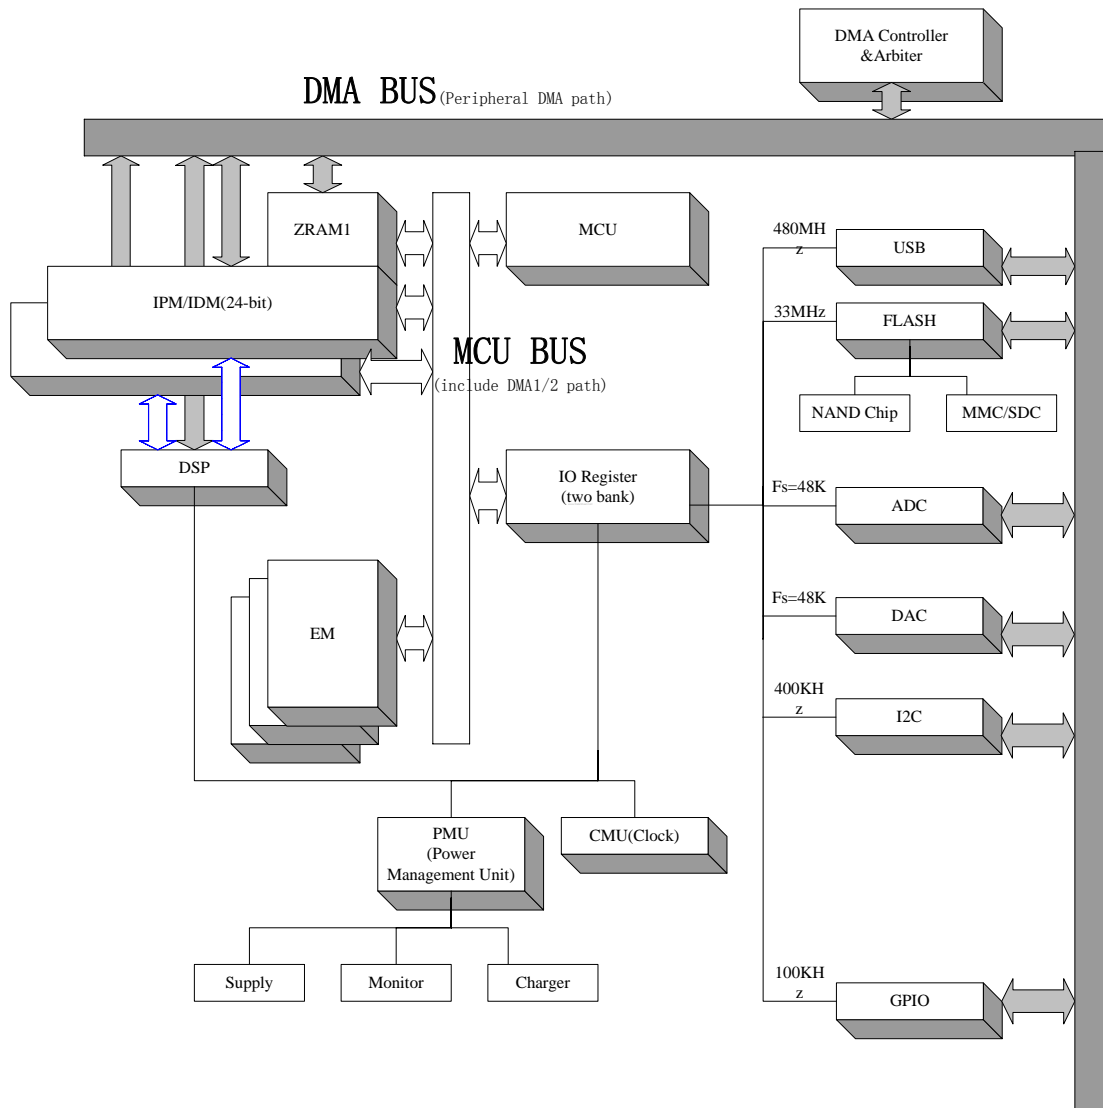 DMA Controller
&Arbiter
DMA BUS(Peripheral DMA path)
ZRAM1
MCU
480MH
z
USB
IPM/IDM(24-bit)
33MHz
FLASH
MCU BUS
(include DMA1/2 path)
NAND Chip
MMC/SDC
DSP
IO Register
(two bank)
Fs=48K
ADC
EM
Fs=48K
DAC
400KH
z
I2C
PMU
(Power
Management Unit)
CMU(Clock)
Supply
Monitor
Charger
100KH
z
GPIO